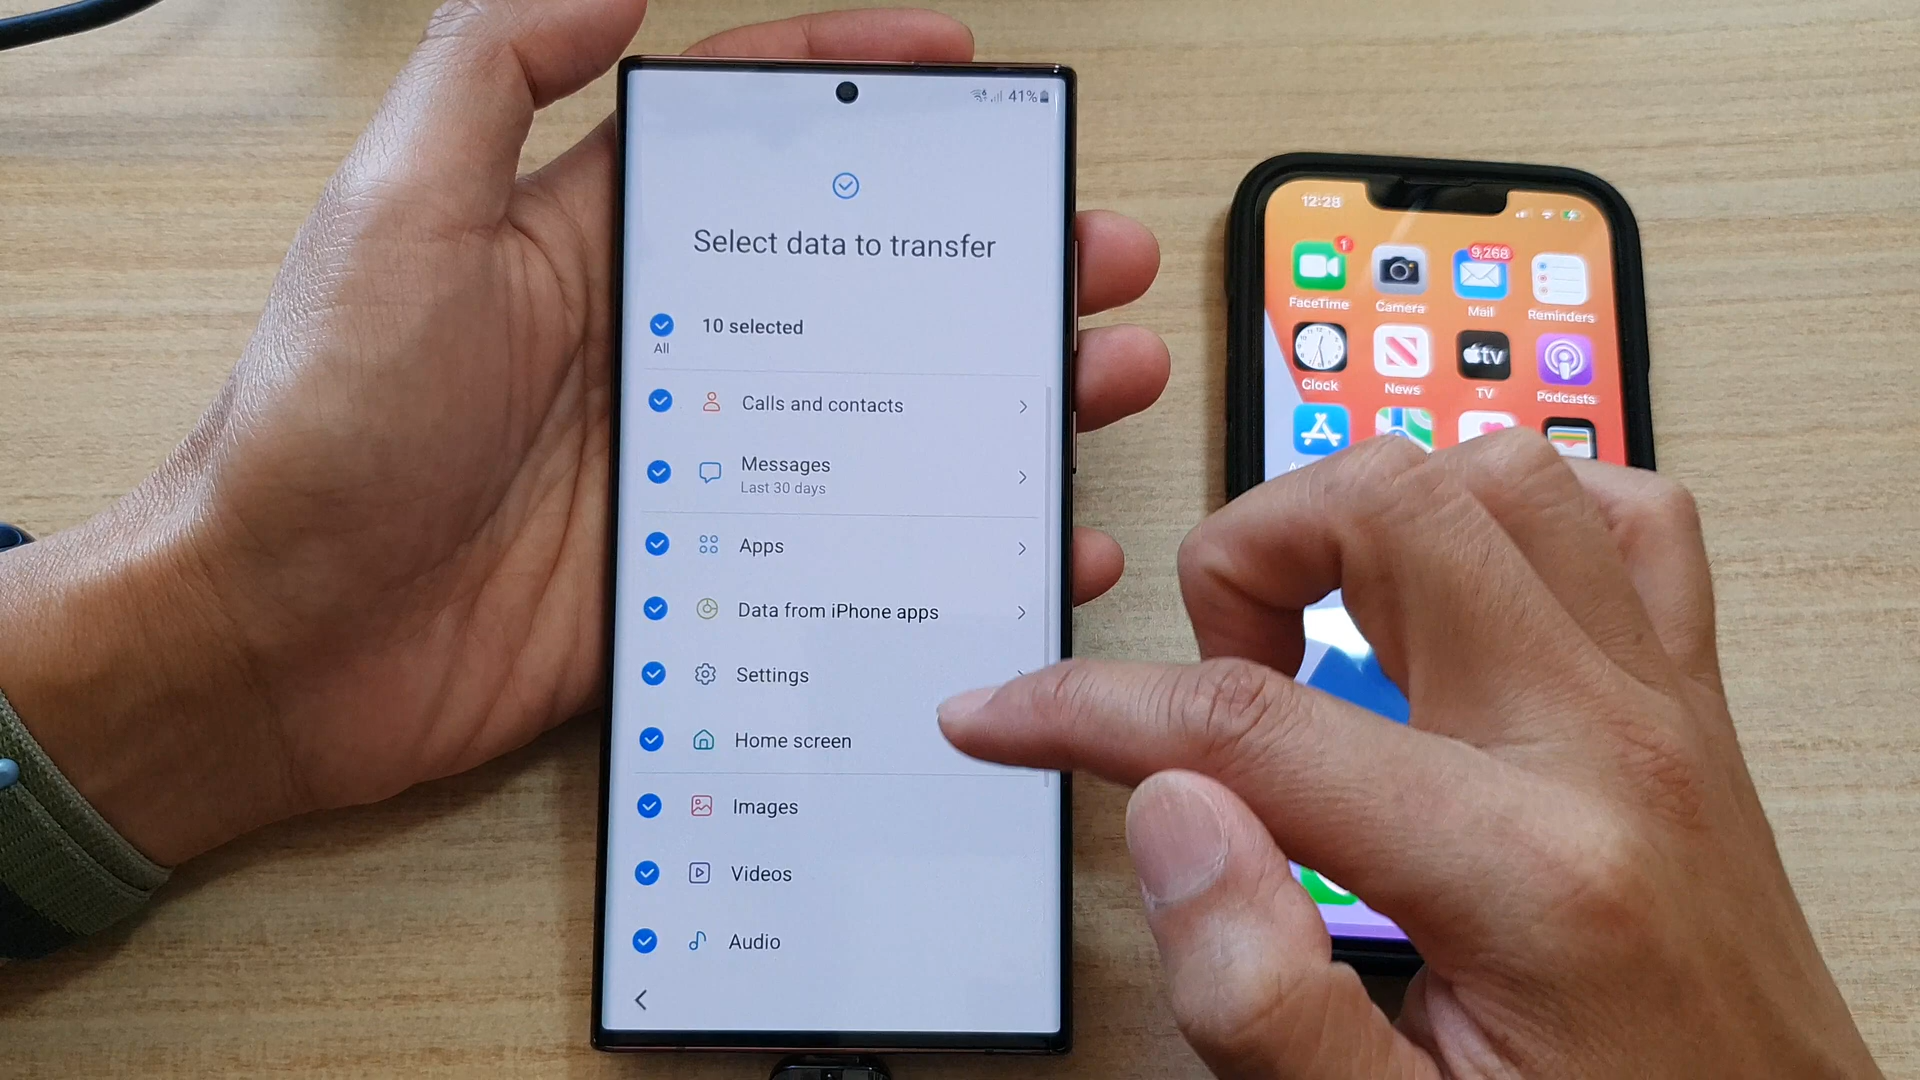 41%
Select data to transfer
10 selected
All
Calls and contacts
Messages
Last 30 days
Apps
Data from iPhone apps
Settings
Home screen
Images
Videos
Audio
12:28
1
9,268
FaceTime
Camera
Mail
Reminders
tv
Clock
News
TV
Podcasts